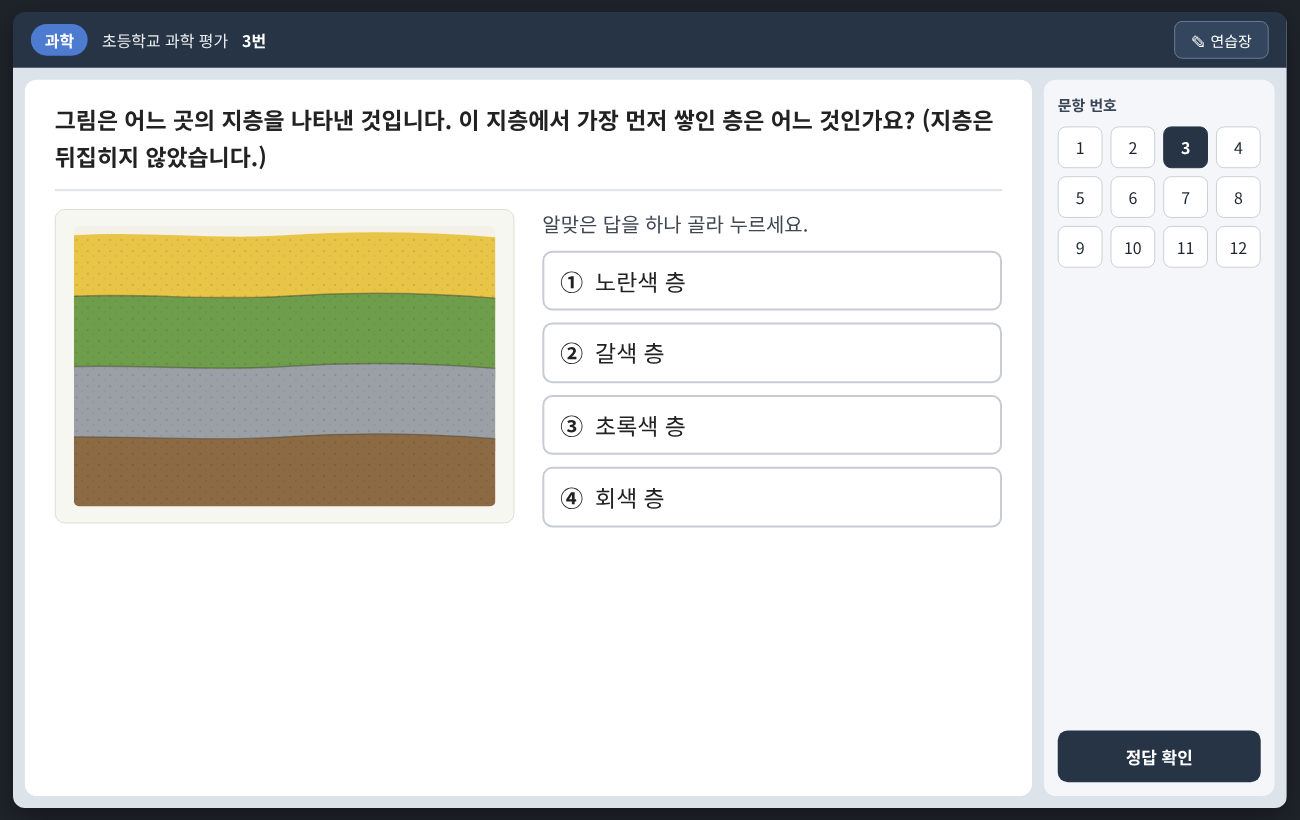 과학 초등학교 과학 평가 3번
✎ 연습장
그림은 어느 곳의 지층을 나타낸 것입니다. 이 지층에서 가장 먼저 쌓인 층은 어느 것인가요? (지층은
뒤집히지 않았습니다.)
알맞은 답을 하나 골라 누르세요.
① 노란색 층
② 갈색 층
③ 초록색 층
④ 회색 층
문항 번호
1 2 3 4
5 6 7 8
9 10 11 12
정답 확인